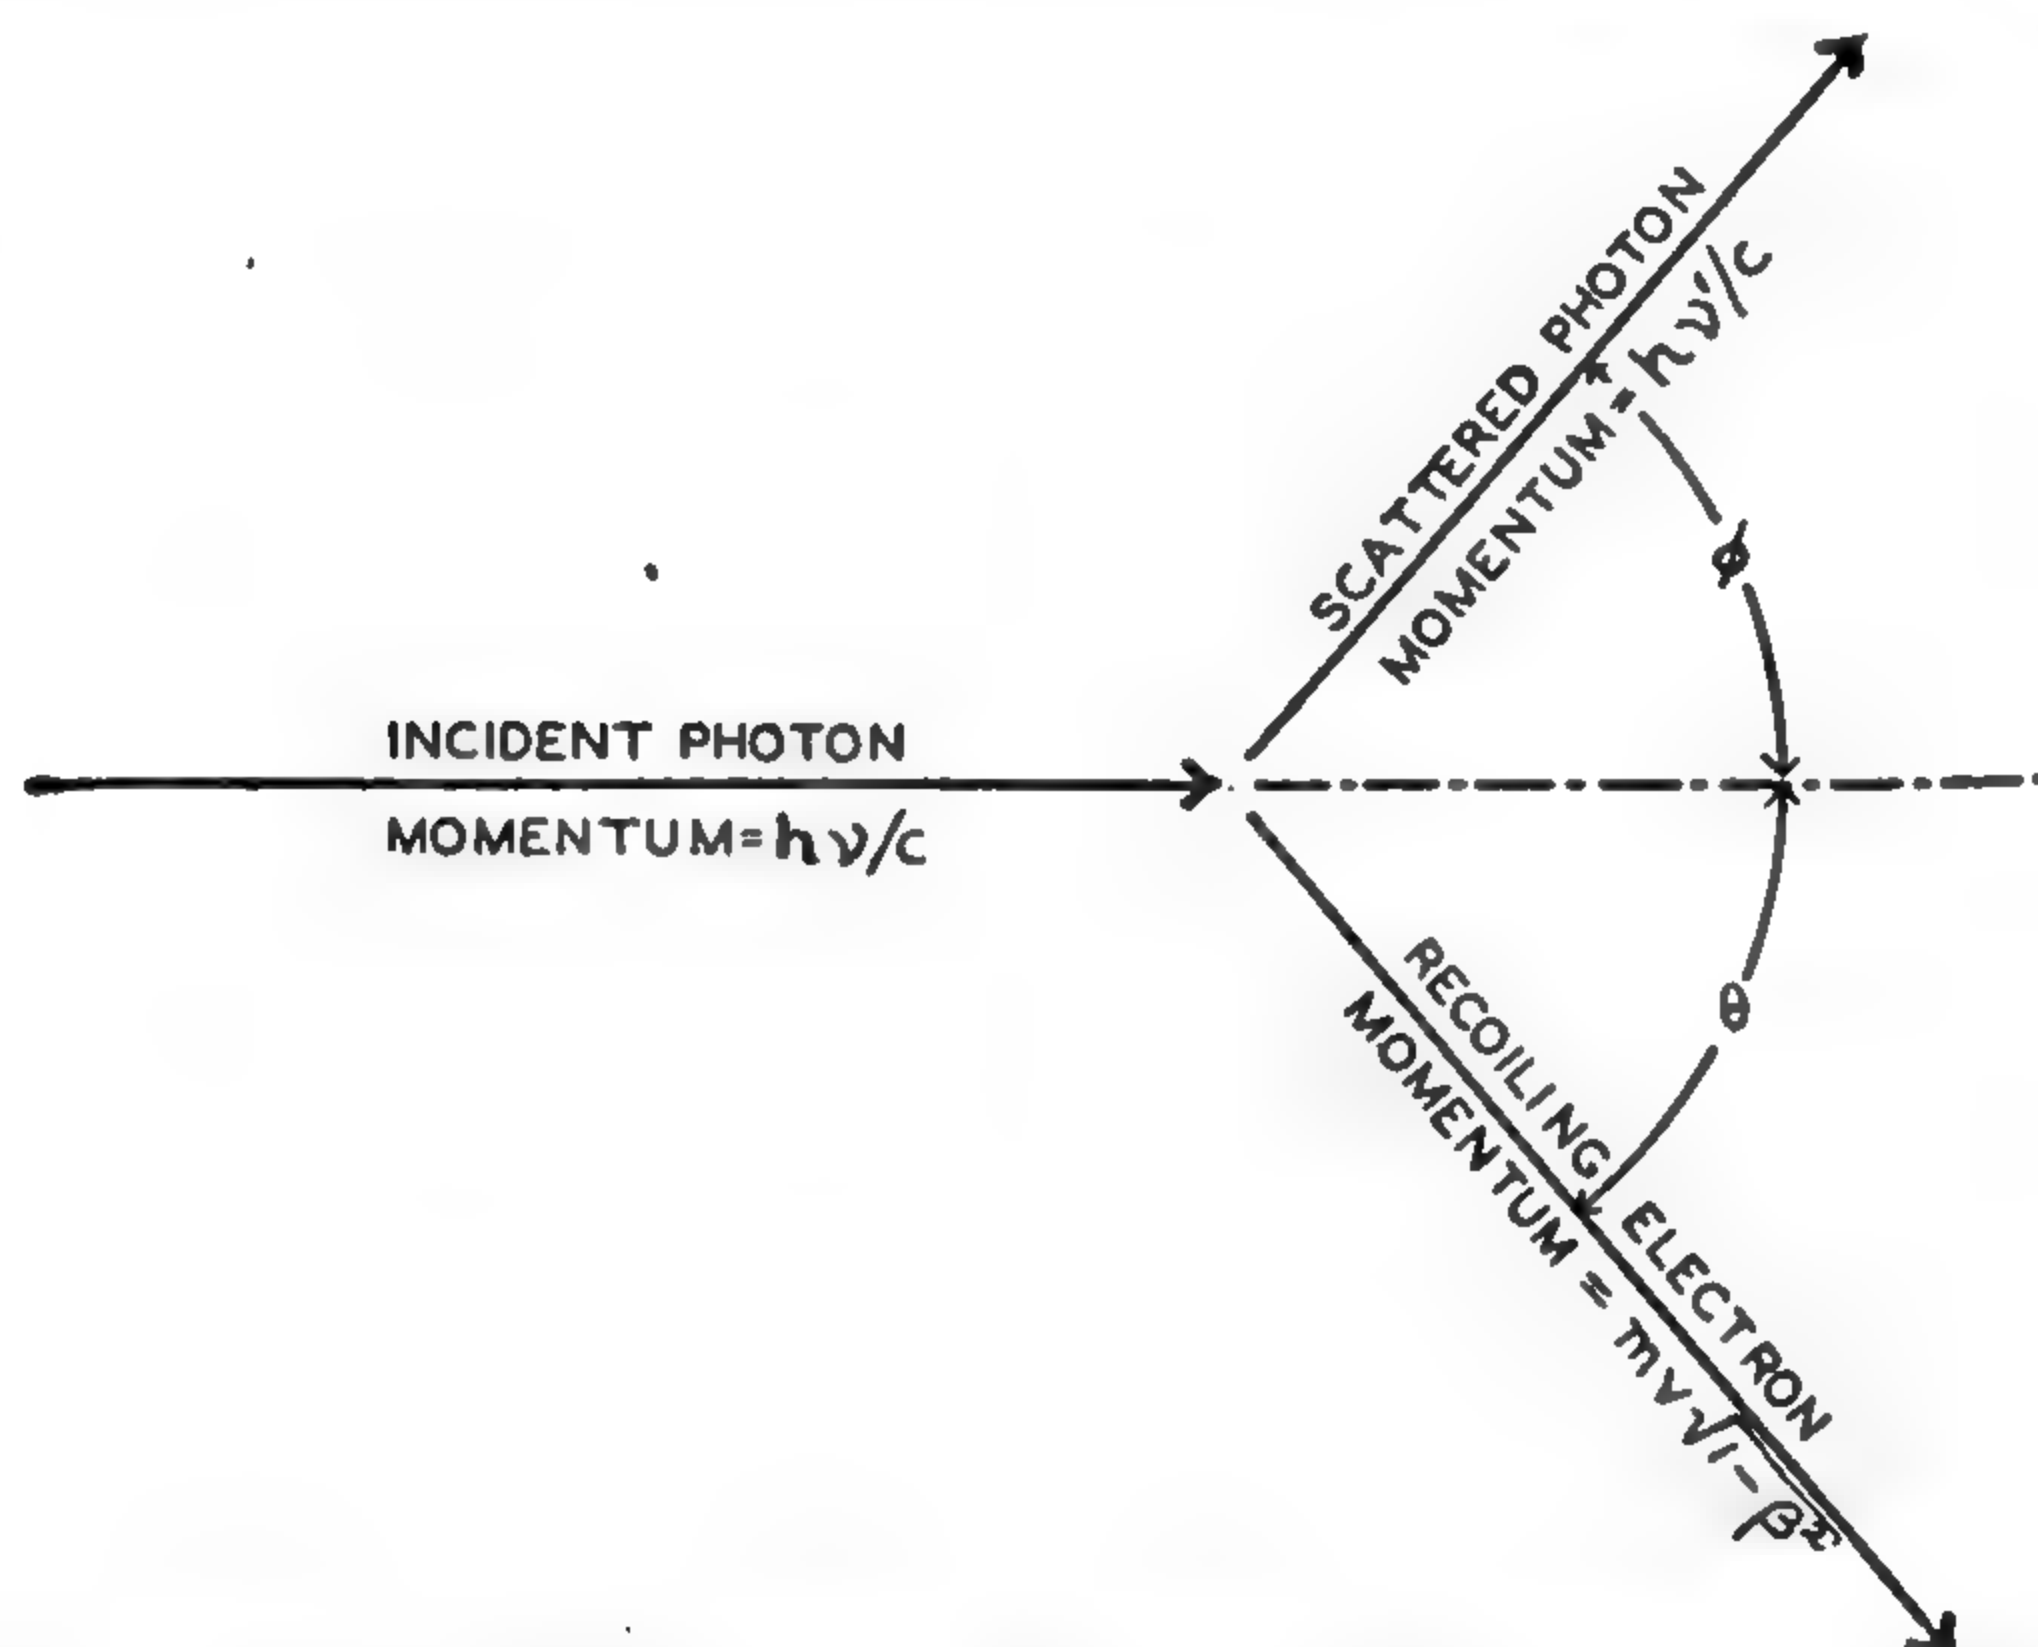 SCATTERED PHOTON
MOMENTUM = hν'/c
φ
INCIDENT PHOTON
MOMENTUM = hν/c
θ
RECOILING ELECTRON
MOMENTUM = mv√1-β²